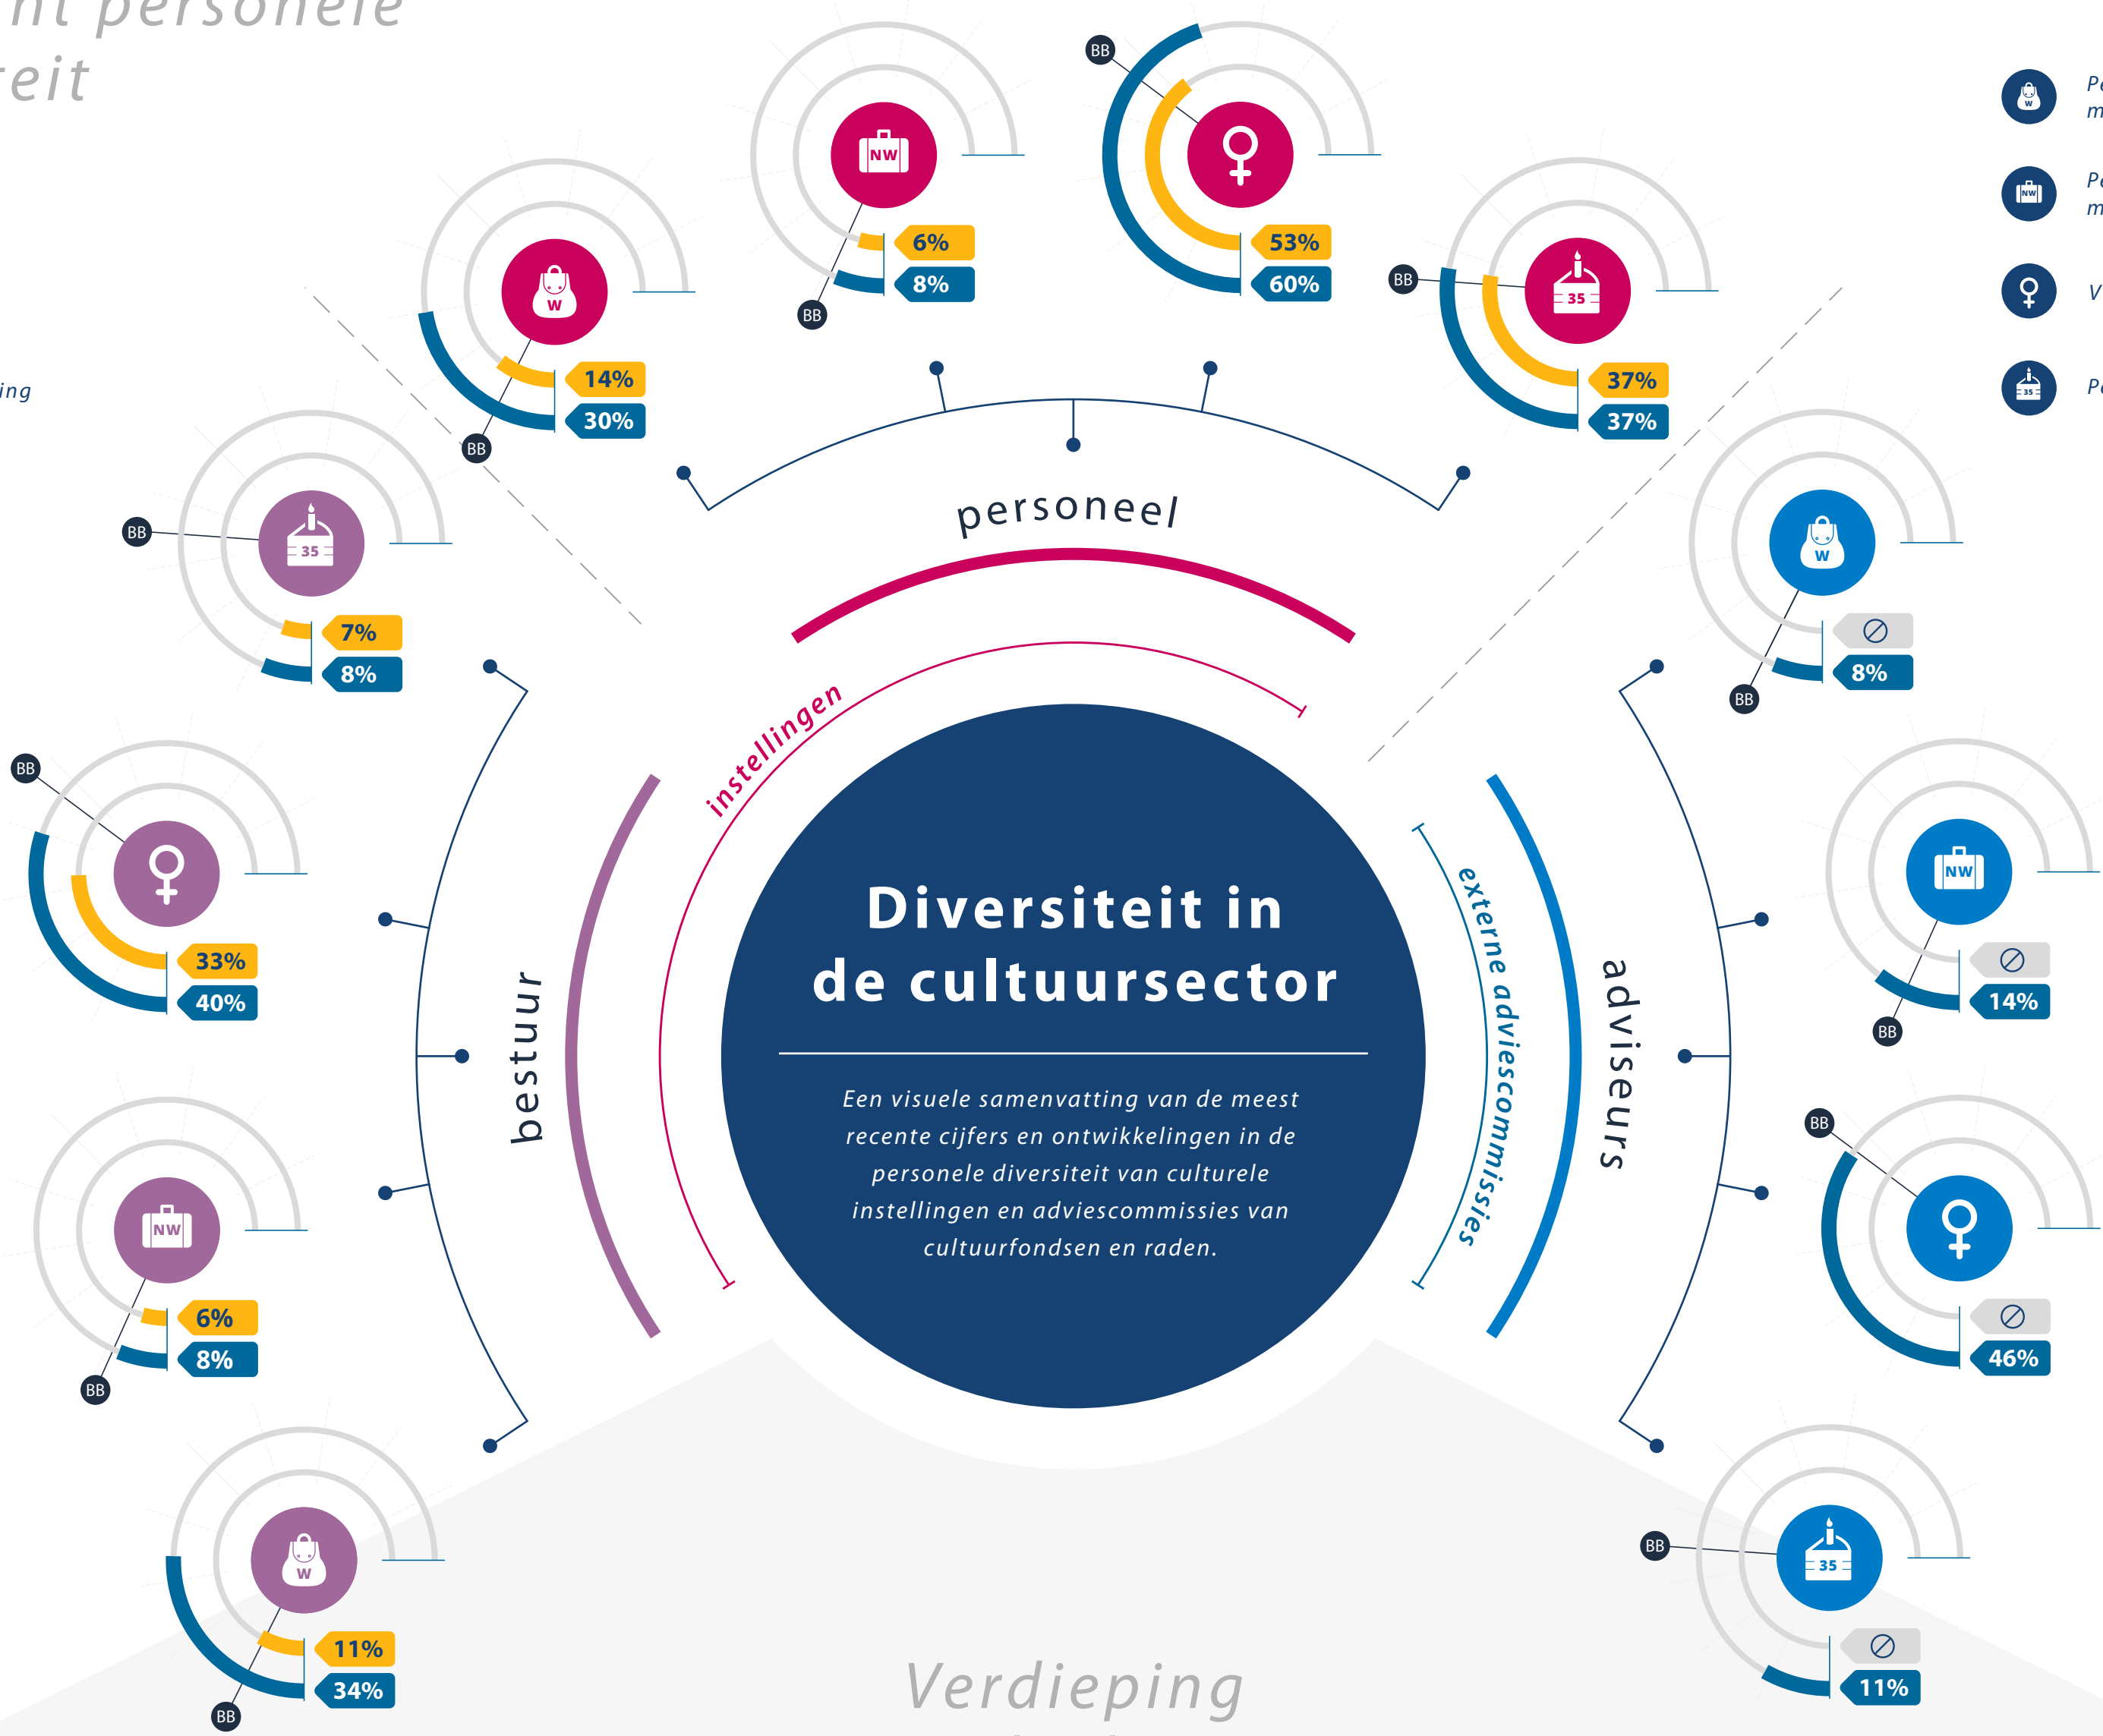 personele
eit
ing
NW
6%
8%
BB
BB
53%
60%
W
14%
30%
BB
BB
35
37%
37%
W
NW
V
35
BB
35
7%
8%
personeel
W
8%
BB
BB
33%
40%
instellingen
bestuur
Diversiteit in
de cultuursector
Een visuele samenvatting van de meest
recente cijfers en ontwikkelingen in de
personele diversiteit van culturele
instellingen en adviescommissies van
cultuurfondsen en raden.
externe adviescommissies
adviseurs
NW
14%
BB
NW
6%
8%
BB
BB
46%
W
11%
34%
BB
BB
35
11%
Verdieping